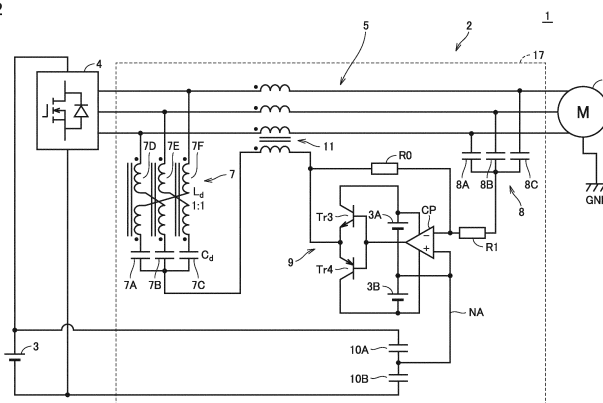 1
2
5
17
4
M
GND
7D
7E
7F
7
11
R0
8A
8B
8C
8
Ld
1:1
Tr3
3A
CP
−
+
R1
9
Tr4
3B
Cd
7A
7B
7C
NA
3
10A
10B